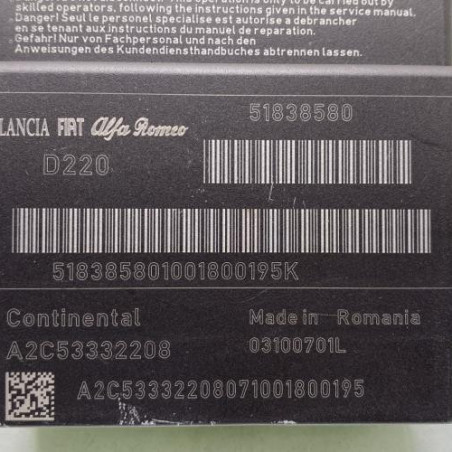 skilled operators, following the instructions given in the service manual.
Danger! Seul le personel specialise est autorise a debrancher
en se tenant aux instructions du manuel de reparation.
Gefahr! Nur von Fachpersonal und nach den
Anweisungen des Kundendiensthandbuches abtrennen lassen.
LANCIA FIAT Alfa Romeo
51838580
D220
518385801001800195K
Continental
Made in Romania
A2C53332208
03100701L
A2C53332208071001800195